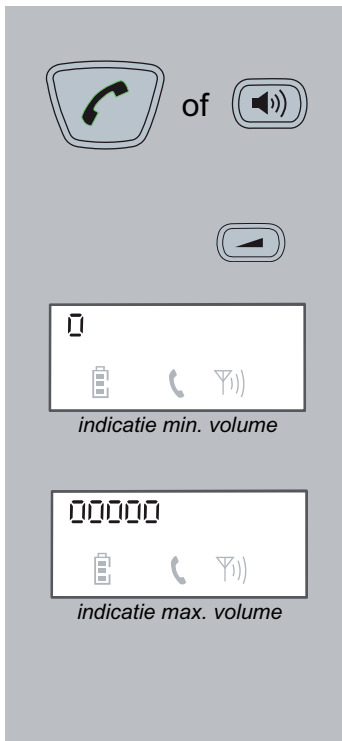 of
0
indicatie min. volume
00000
indicatie max. volume